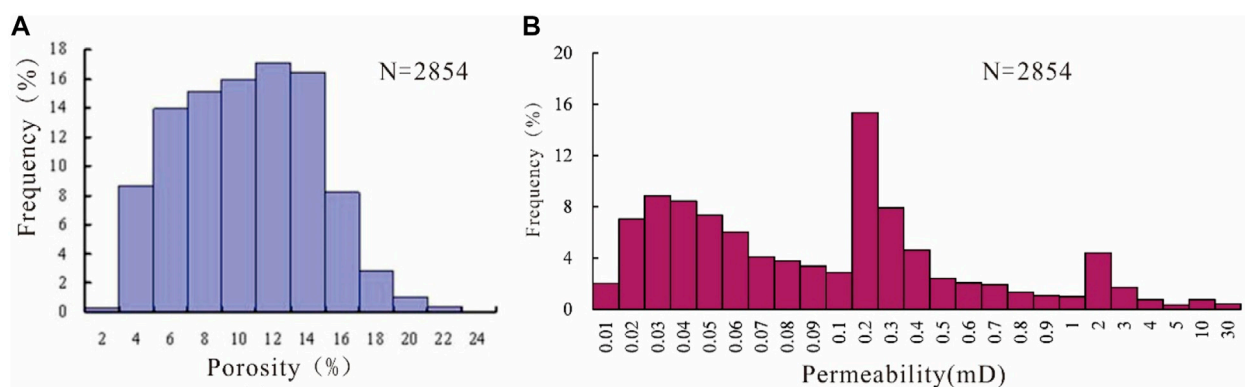 A
Frequency (%)
18
16
14
12
10
8
6
4
2
0
N=2854
2 4 6 8 10 12 14 16 18 20 22 24
Porosity (%)
B
Frequency (%)
20
16
12
8
4
0
N=2854
0.01 0.02 0.03 0.04 0.05 0.06 0.07 0.08 0.09 0.1 0.2 0.3 0.4 0.5 0.6 0.7 0.8 0.9 1 2 3 4 5 10 30
Permeability(mD)